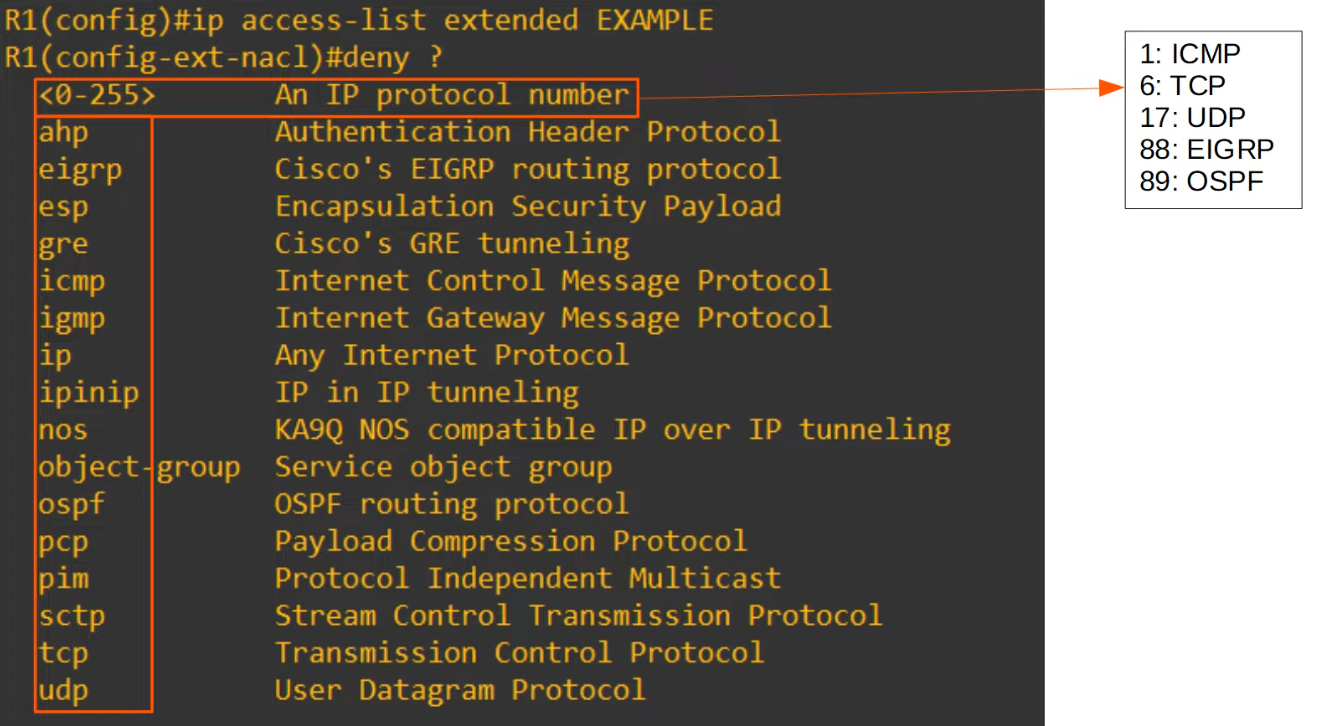 R1(config)#ip access-list extended EXAMPLE
R1(config-ext-nacl)#deny ?
<0-255> An IP protocol number
ahp Authentication Header Protocol
eigrp Cisco's EIGRP routing protocol
esp Encapsulation Security Payload
gre Cisco's GRE tunneling
icmp Internet Control Message Protocol
igmp Internet Gateway Message Protocol
ip Any Internet Protocol
ipinip IP in IP tunneling
nos KA9Q NOS compatible IP over IP tunneling
object-group Service object group
ospf OSPF routing protocol
pcp Payload Compression Protocol
pim Protocol Independent Multicast
sctp Stream Control Transmission Protocol
tcp Transmission Control Protocol
udp User Datagram Protocol
1: ICMP
6: TCP
17: UDP
88: EIGRP
89: OSPF